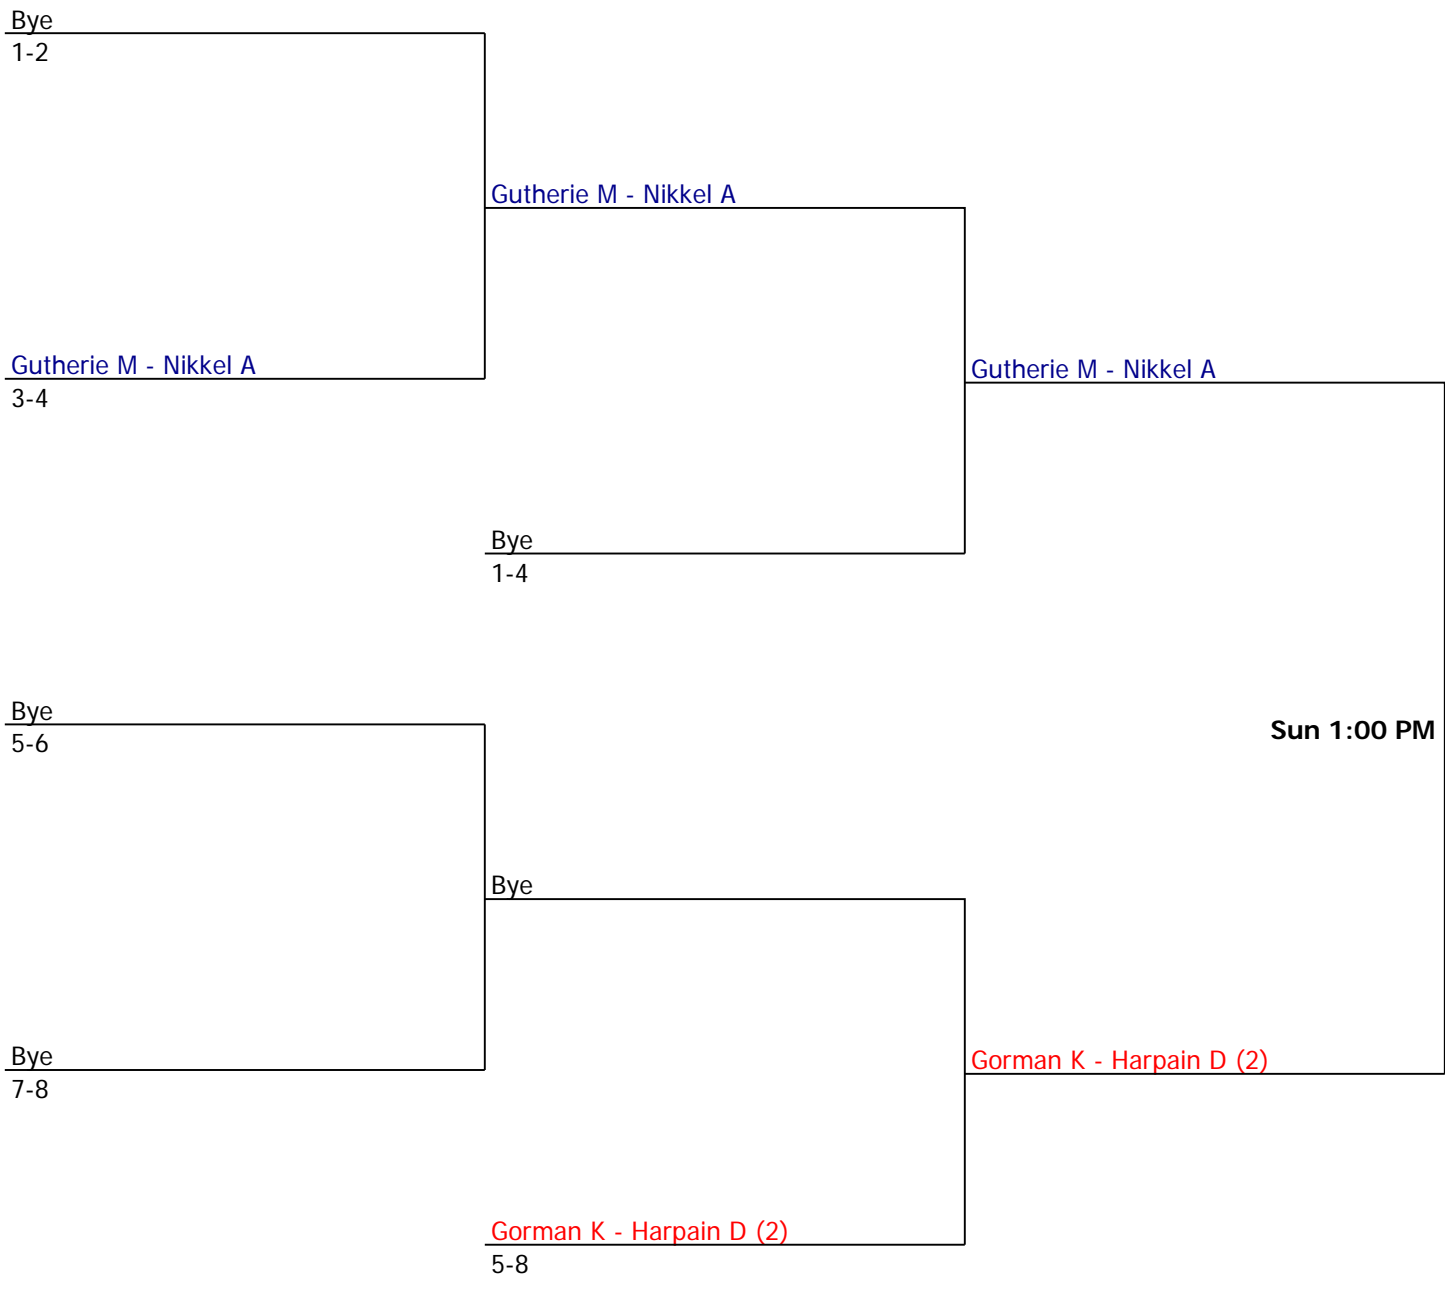 Bye
1-2
Gutherie M - Nikkel A
Gutherie M - Nikkel A
3-4
Gutherie M - Nikkel A
Bye
1-4
Bye
5-6
Sun 1:00 PM
Bye
Bye
7-8
Gorman K - Harpain D (2)
Gorman K - Harpain D (2)
5-8